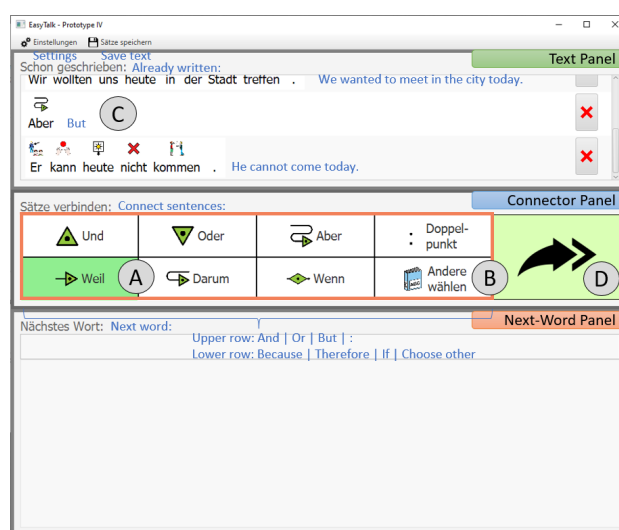 EasyTalk - Prototype IV
Einstellungen Sätze speichern
Settings Save text
Text Panel
Schon geschrieben: Already written:
Wir wollten uns heute in der Stadt treffen . We wanted to meet in the city today.
Aber But C
Er kann heute nicht kommen . He cannot come today.
Connector Panel
Sätze verbinden: Connect sentences:
Und Oder Aber : Doppel-
punkt
Weil A Darum Wenn ABC Andere
wählen B D
Next-Word Panel
Nächstes Wort: Next word:
Upper row: And | Or | But | :
Lower row: Because | Therefore | If | Choose other